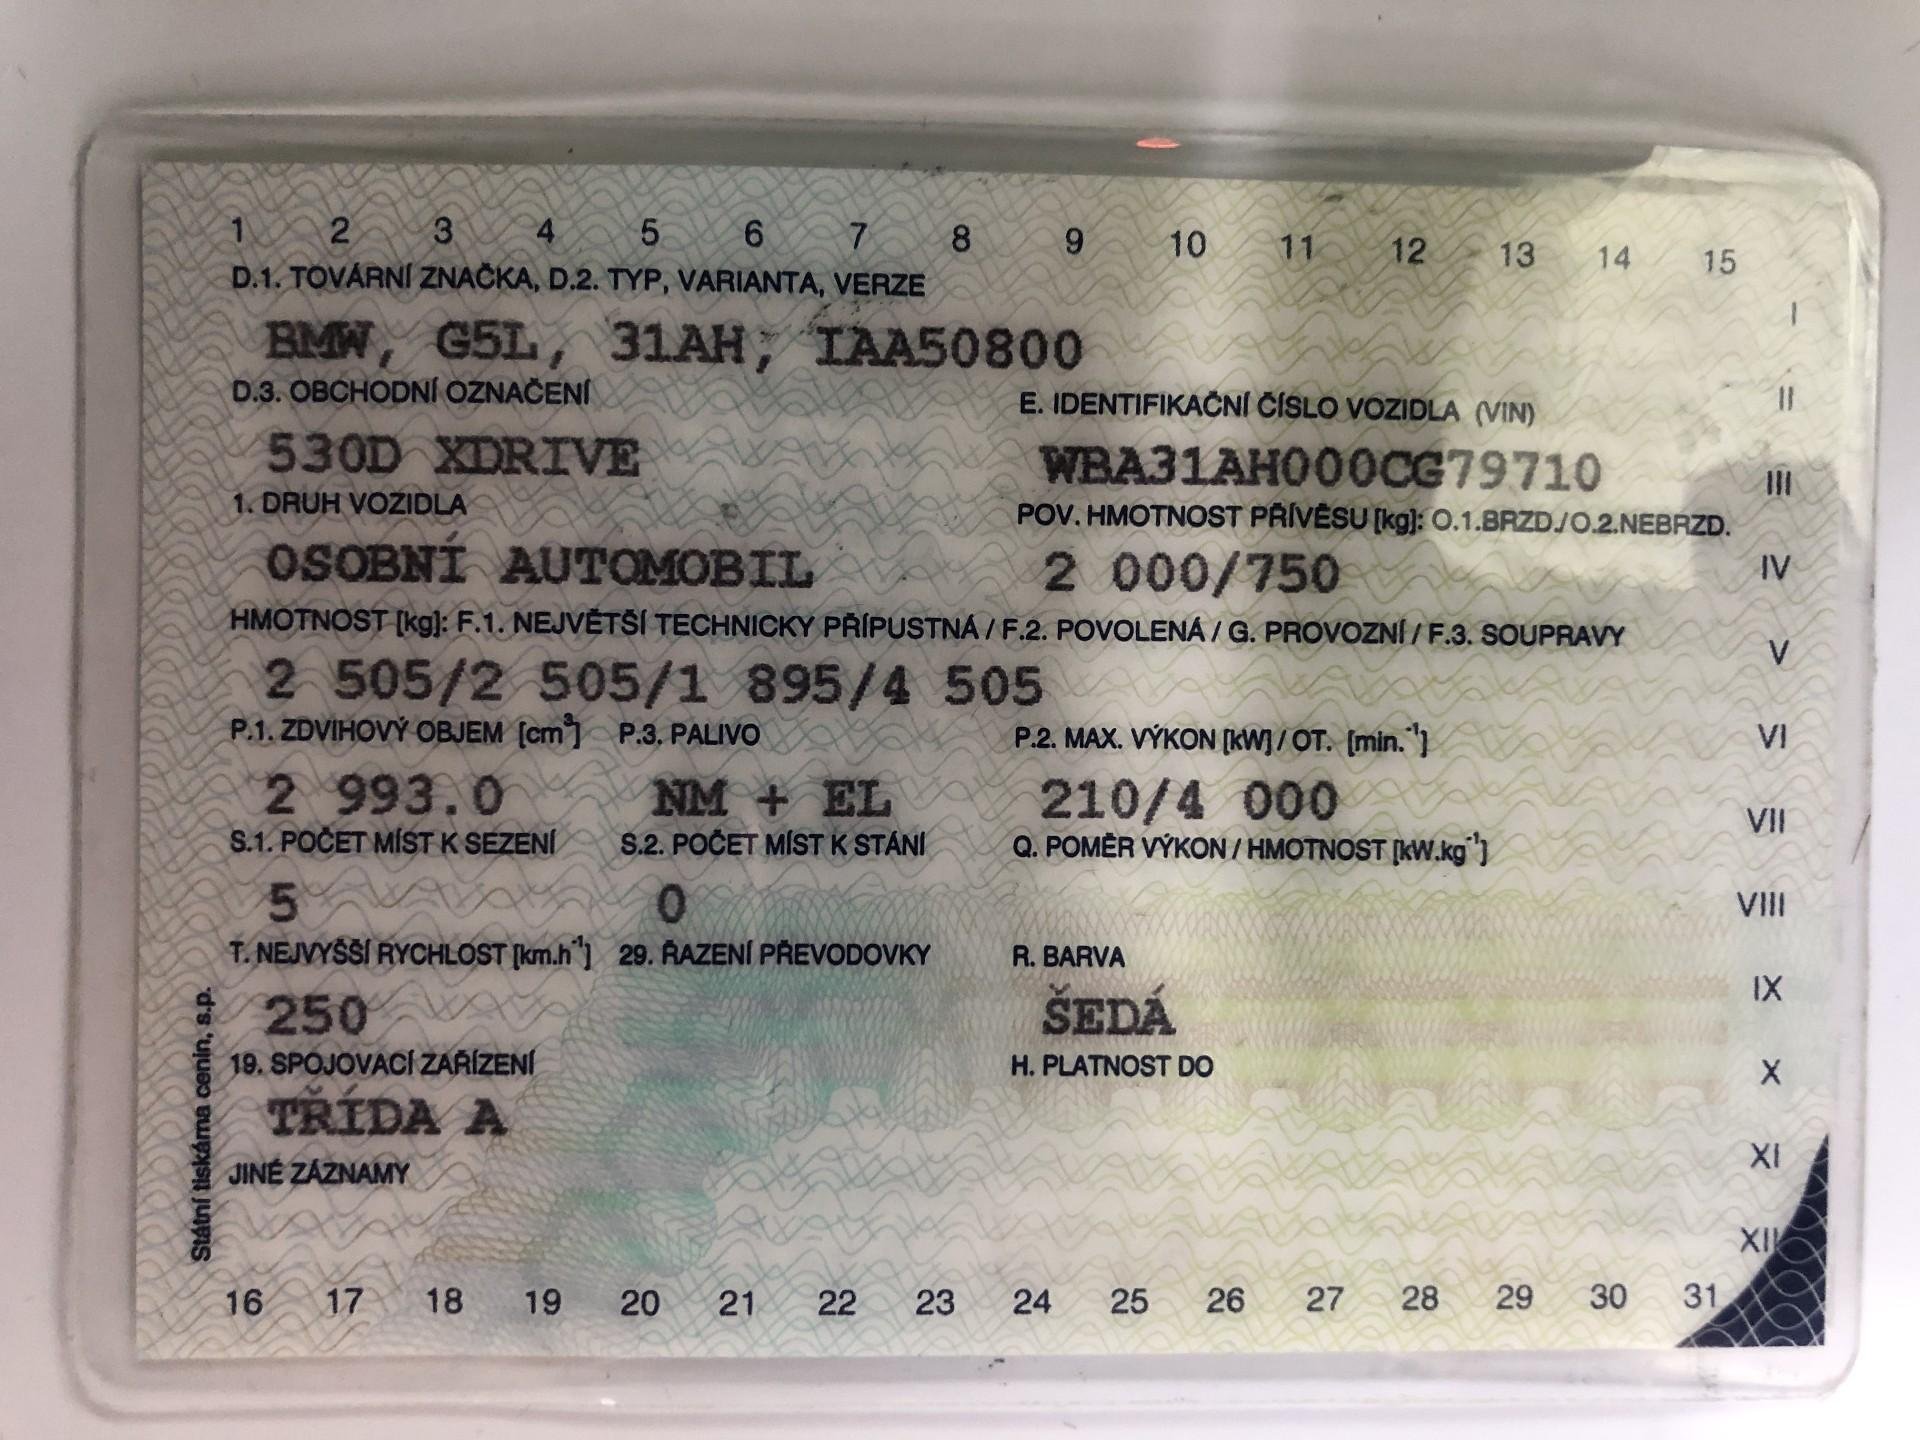 1 2 3 4 5 6 7 8 9 10 11 12 13 14 15
D.1. TOVÁRNÍ ZNAČKA, D.2. TYP, VARIANTA, VERZE
I
BMW, G5L, 31AH, IAA50800
D.3. OBCHODNÍ OZNAČENÍ E. IDENTIFIKAČNÍ ČÍSLO VOZIDLA (VIN) II
530D XDRIVE WBA31AH000CG79710 III
1. DRUH VOZIDLA POV. HMOTNOST PŘÍVĚSU [kg]: O.1.BRZD./O.2.NEBRZD.
OSOBNÍ AUTOMOBIL 2 000/750 IV
HMOTNOST [kg]: F.1. NEJVĚTŠÍ TECHNICKY PŘÍPUSTNÁ / F.2. POVOLENÁ / G. PROVOZNÍ / F.3. SOUPRAVY
V
2 505/2 505/1 895/4 505
P.1. ZDVIHOVÝ OBJEM [cm³] P.3. PALIVO P.2. MAX. VÝKON [kW] / OT. [min.⁻¹] VI
2 993.0 NM + EL 210/4 000 VII
S.1. POČET MÍST K SEZENÍ S.2. POČET MÍST K STÁNÍ Q. POMĚR VÝKON / HMOTNOST [kW.kg⁻¹]
5 0 VIII
T. NEJVYŠŠÍ RYCHLOST [km.h⁻¹] 29. ŘAZENÍ PŘEVODOVKY R. BARVA
IX
250 ŠEDÁ
19. SPOJOVACÍ ZAŘÍZENÍ H. PLATNOST DO X
TŘÍDA A
XI
JINÉ ZÁZNAMY
XII
Státní tiskárna cenin, s.p.
16 17 18 19 20 21 22 23 24 25 26 27 28 29 30 31